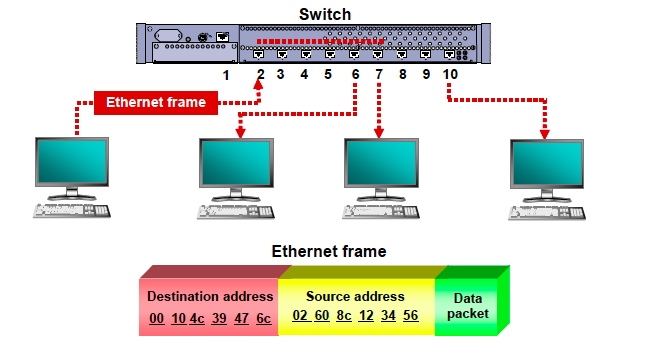 Switch
1 2 3 4 5 6 7 8 9 10
Ethernet frame
Ethernet frame
Destination address
00 10 4c 39 47 6c
Source address
02 60 8c 12 34 56
Data
packet